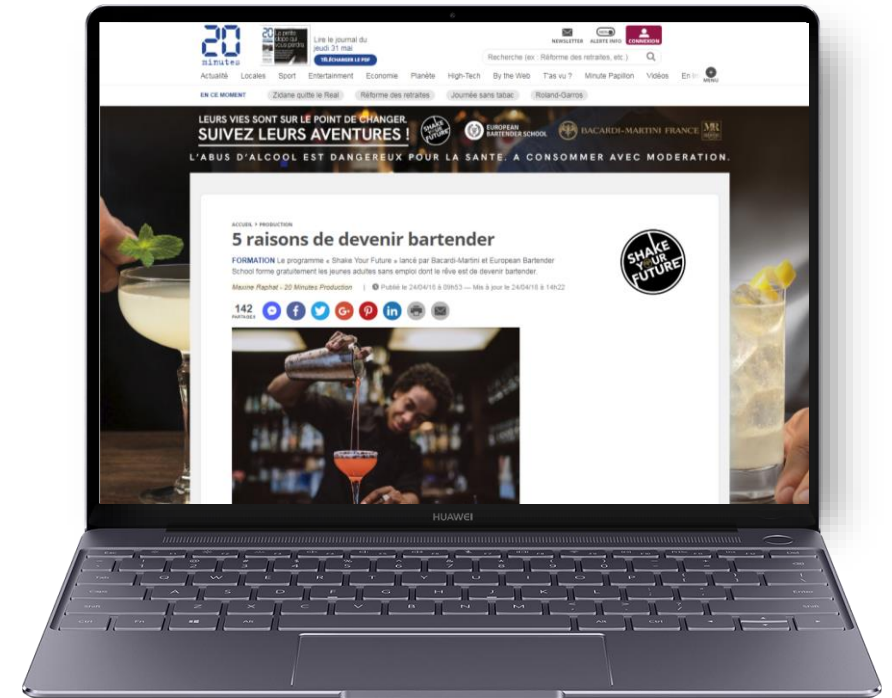 20
minutes
Lire le journal du
jeudi 31 mai
TÉLÉCHARGER LE PDF
NEWSLETTER
ALERTE INFO
CONNEXION
Recherche (ex : Réforme des retraites, etc.)
Actualité Locales Sport Entertainment Economie Planète High-Tech By the Web T'as vu ? Minute Papillon Vidéos En
MENU
EN CE MOMENT Zidane quitte le Real Réforme des retraites Journée sans tabac Roland-Garros
LEURS VIES SONT SUR LE POINT DE CHANGER.
SUIVEZ LEURS AVENTURES !
SHAKE YOUR FUTURE
EUROPEAN
BARTENDER SCHOOL
BACARDI-MARTINI FRANCE
L'ABUS D'ALCOOL EST DANGEREUX POUR LA SANTE. A CONSOMMER AVEC MODERATION.
ACCUEIL > PRODUCTION
5 raisons de devenir bartender
FORMATION Le programme « Shake Your Future » lancé par Bacardi-Martini et European Bartender
School forme gratuitement les jeunes adultes sans emploi dont le rêve est de devenir bartender.
Maxime Raphat - 20 Minutes Production | Publié le 24/04/18 à 09h53 — Mis à jour le 24/04/18 à 14h22
142
PARTAGES
SHAKE
YOUR
FUTURE
HUAWEI
Q W E R T Y U I O P
A S D F G H J K L
Z X C V B N M